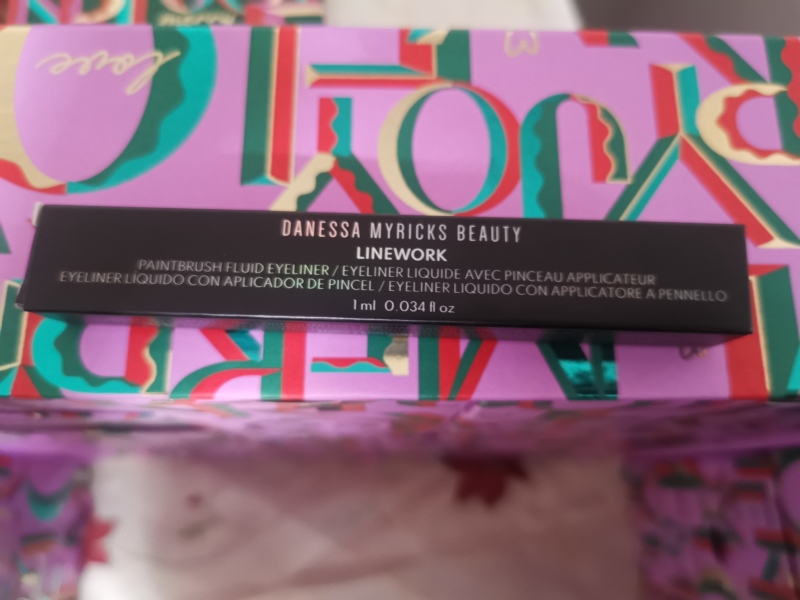 love
DANESSA MYRICKS BEAUTY
LINEWORK
PAINTBRUSH FLUID EYELINER / EYELINER LIQUIDE AVEC PINCEAU APPLICATEUR
EYELINER LÍQUIDO CON APLICADOR DE PINCEL / EYELINER LIQUIDO CON APPLICATORE A PENNELLO
1 ml 0.034 fl oz